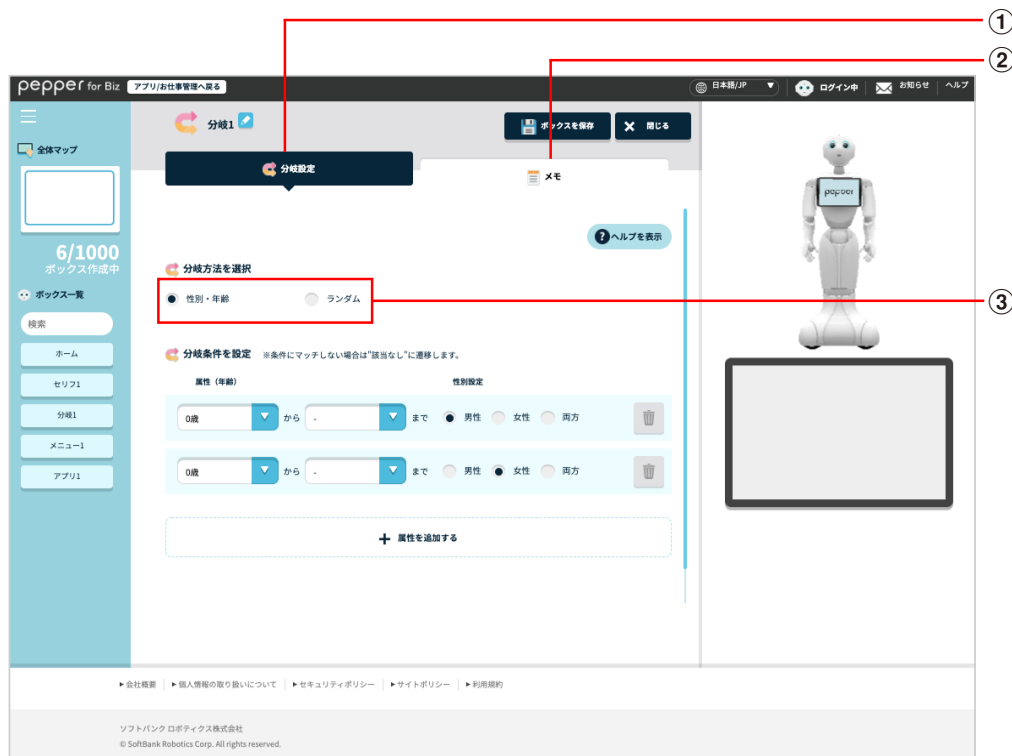 ①
②
pepper for Biz アプリ/お仕事管理へ戻る 日本語/JP ▼ ログイン中 お知らせ ヘルプ
分岐1 ボックスを保存 × 閉じる
全体マップ
分岐設定 メモ
pepper
?ヘルプを表示
6/1000
ボックス作成中
分岐方法を選択
ボックス一覧
性別・年齢 ランダム
③
検索
ホーム
分岐条件を設定 ※条件にマッチしない場合は"該当なし"に遷移します。
セリフ1
属性（年齢） 性別設定
分岐1
0歳 から - まで 男性 女性 両方
メニュー1
アプリ1
0歳 から - まで 男性 女性 両方
+ 属性を追加する
▶会社概要 ▶個人情報の取り扱いについて ▶セキュリティポリシー ▶サイトポリシー ▶利用規約
ソフトバンク ロボティクス株式会社
© SoftBank Robotics Corp. All rights reserved.